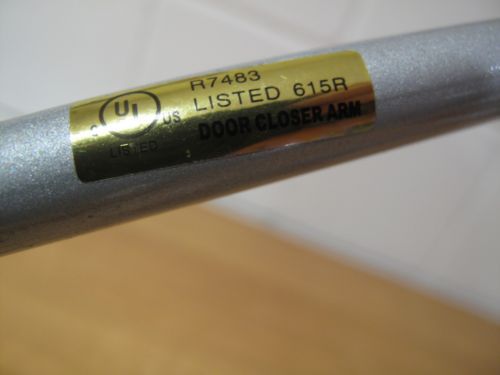 R7483
C UL US LISTED 615R
LISTED DOOR CLOSER ARM